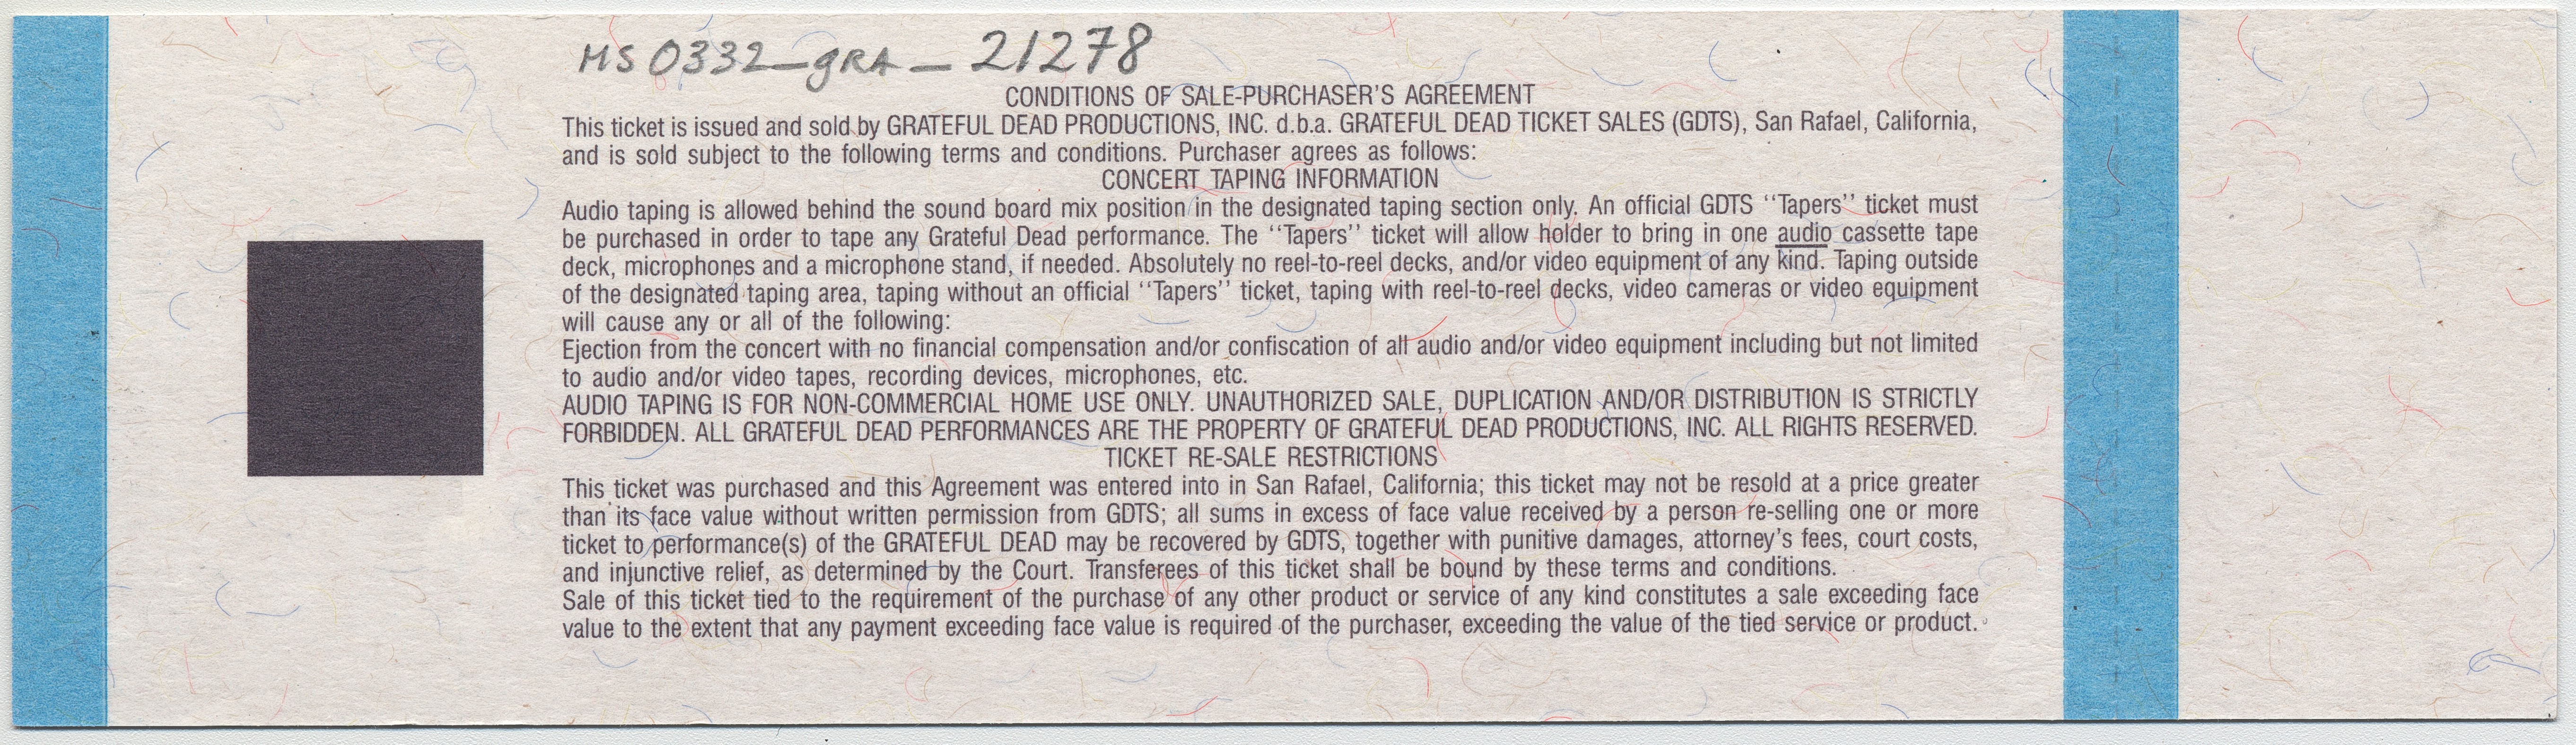 MS 0332_gRA_21278
CONDITIONS OF SALE-PURCHASER'S AGREEMENT
This ticket is issued and sold by GRATEFUL DEAD PRODUCTIONS, INC. d.b.a. GRATEFUL DEAD TICKET SALES (GDTS), San Rafael, California,
and is sold subject to the following terms and conditions. Purchaser agrees as follows:
CONCERT TAPING INFORMATION
Audio taping is allowed behind the sound board mix position in the designated taping section only. An official GDTS ‘‘Tapers’’ ticket must
be purchased in order to tape any Grateful Dead performance. The ‘‘Tapers’’ ticket will allow holder to bring in one audio cassette tape
deck, microphones and a microphone stand, if needed. Absolutely no reel-to-reel decks, and/or video equipment of any kind. Taping outside
of the designated taping area, taping without an official ‘‘Tapers’’ ticket, taping with reel-to-reel decks, video cameras or video equipment
will cause any or all of the following:
Ejection from the concert with no financial compensation and/or confiscation of all audio and/or video equipment including but not limited
to audio and/or video tapes, recording devices, microphones, etc.
AUDIO TAPING IS FOR NON-COMMERCIAL HOME USE ONLY. UNAUTHORIZED SALE, DUPLICATION AND/OR DISTRIBUTION IS STRICTLY
FORBIDDEN. ALL GRATEFUL DEAD PERFORMANCES ARE THE PROPERTY OF GRATEFUL DEAD PRODUCTIONS, INC. ALL RIGHTS RESERVED.
TICKET RE-SALE RESTRICTIONS
This ticket was purchased and this Agreement was entered into in San Rafael, California; this ticket may not be resold at a price greater
than its face value without written permission from GDTS; all sums in excess of face value received by a person re-selling one or more
ticket to performance(s) of the GRATEFUL DEAD may be recovered by GDTS, together with punitive damages, attorney's fees, court costs,
and injunctive relief, as determined by the Court. Transferees of this ticket shall be bound by these terms and conditions.
Sale of this ticket tied to the requirement of the purchase of any other product or service of any kind constitutes a sale exceeding face
value to the extent that any payment exceeding face value is required of the purchaser, exceeding the value of the tied service or product.